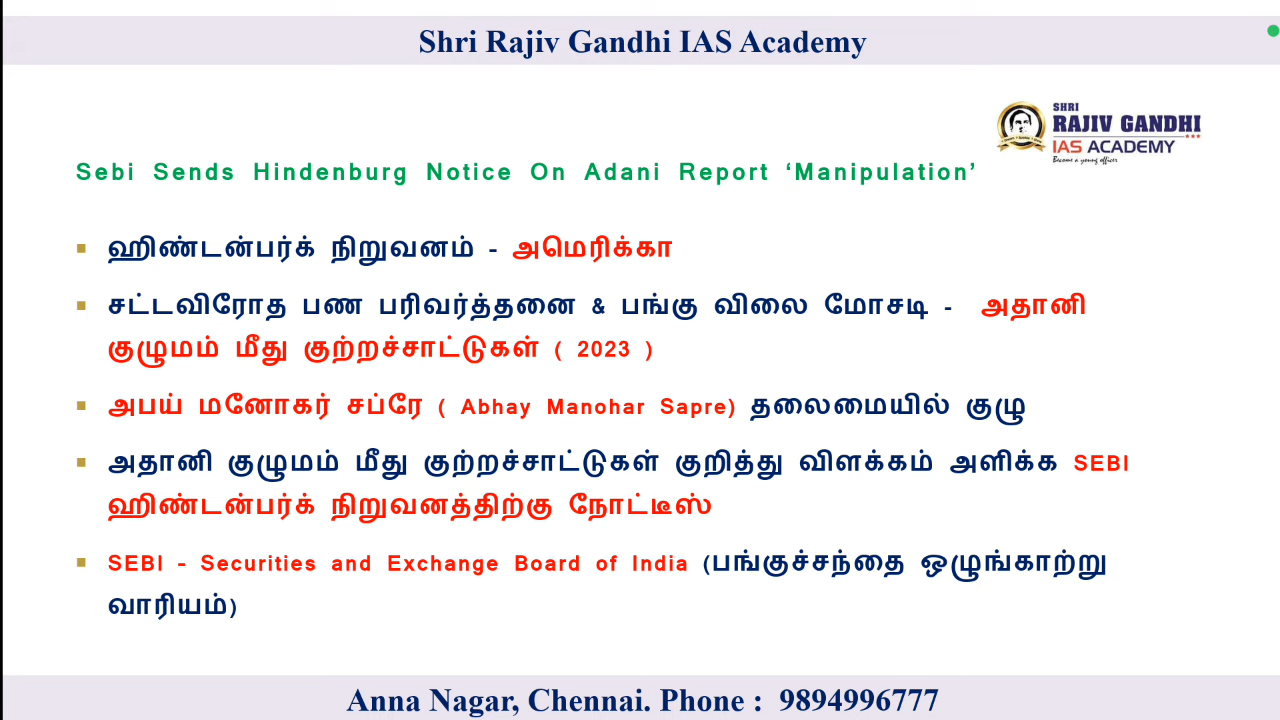 Shri Rajiv Gandhi IAS Academy
SHRI
RAJIV GANDHI
IAS ACADEMY
Become a young officer
Sebi Sends Hindenburg Notice On Adani Report ‘Manipulation’
ஹிண்டன்பர்க் நிறுவனம் - அமெரிக்கா
சட்டவிரோத பண பரிவர்த்தனை & பங்கு விலை மோசடி - அதானி
குழுமம் மீது குற்றச்சாட்டுகள் ( 2023 )
அபய் மனோகர் சப்ரே ( Abhay Manohar Sapre) தலைமையில் குழு
அதானி குழுமம் மீது குற்றச்சாட்டுகள் குறித்து விளக்கம் அளிக்க SEBI
ஹிண்டன்பர்க் நிறுவனத்திற்கு நோட்டீஸ்
SEBI – Securities and Exchange Board of India (பங்குச்சந்தை ஒழுங்காற்று
வாரியம்)
Anna Nagar, Chennai. Phone : 9894996777